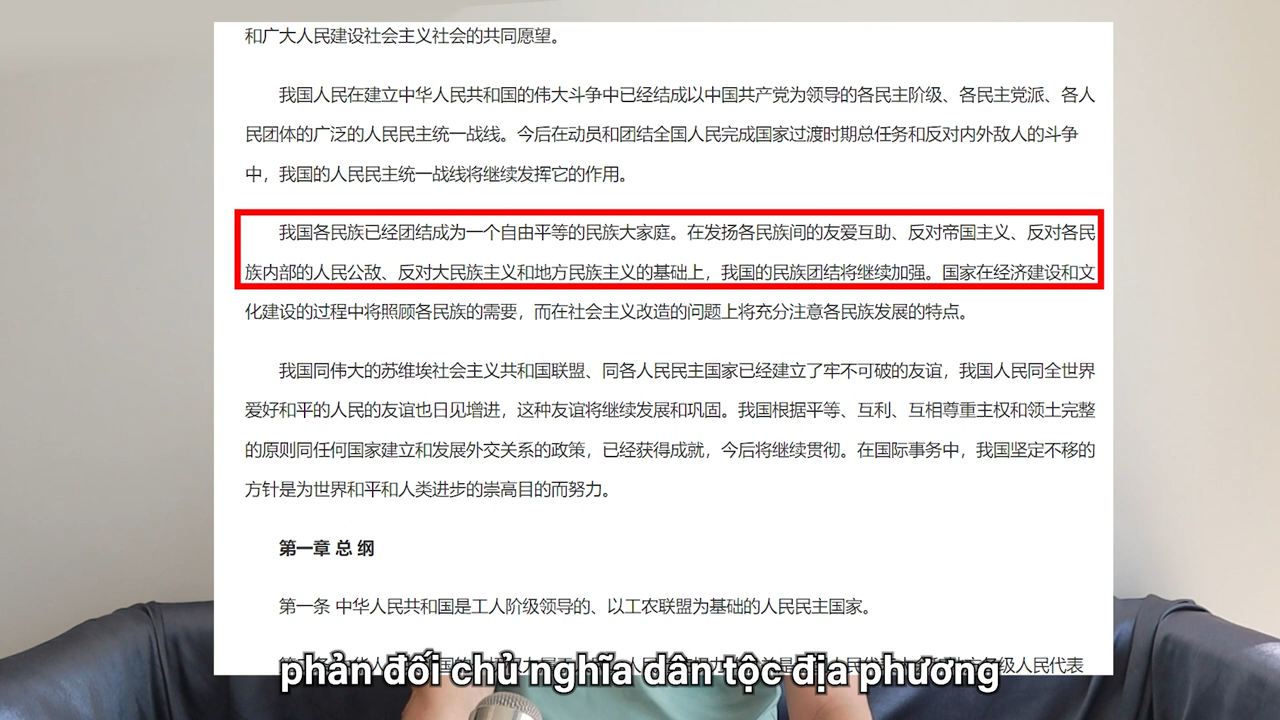 和广大人民建设社会主义社会的共同愿望。
我国人民在建立中华人民共和国的伟大斗争中已经结成以中国共产党为领导的各民主阶级、各民主党派、各人
民团体的广泛的人民民主统一战线。今后在动员和团结全国人民完成国家过渡时期总任务和反对内外敌人的斗争
中，我国的人民民主统一战线将继续发挥它的作用。
我国各民族已经团结成为一个自由平等的民族大家庭。在发扬各民族间的友爱互助、反对帝国主义、反对各民
族内部的人民公敌、反对大民族主义和地方民族主义的基础上，我国的民族团结将继续加强。国家在经济建设和文
化建设的过程中将照顾各民族的需要，而在社会主义改造的问题上将充分注意各民族发展的特点。
我国同伟大的苏维埃社会主义共和国联盟、同各人民民主国家已经建立了牢不可破的友谊，我国人民同全世界
爱好和平的人民的友谊也日见增进，这种友谊将继续发展和巩固。我国根据平等、互利、互相尊重主权和领土完整
的原则同任何国家建立和发展外交关系的政策，已经获得成就，今后将继续贯彻。在国际事务中，我国坚定不移的
方针是为世界和平和人类进步的崇高目的而努力。
第一章 总 纲
第一条 中华人民共和国是工人阶级领导的、以工农联盟为基础的人民民主国家。
级人民代表
phản đối chủ nghĩa dân tộc địa phương